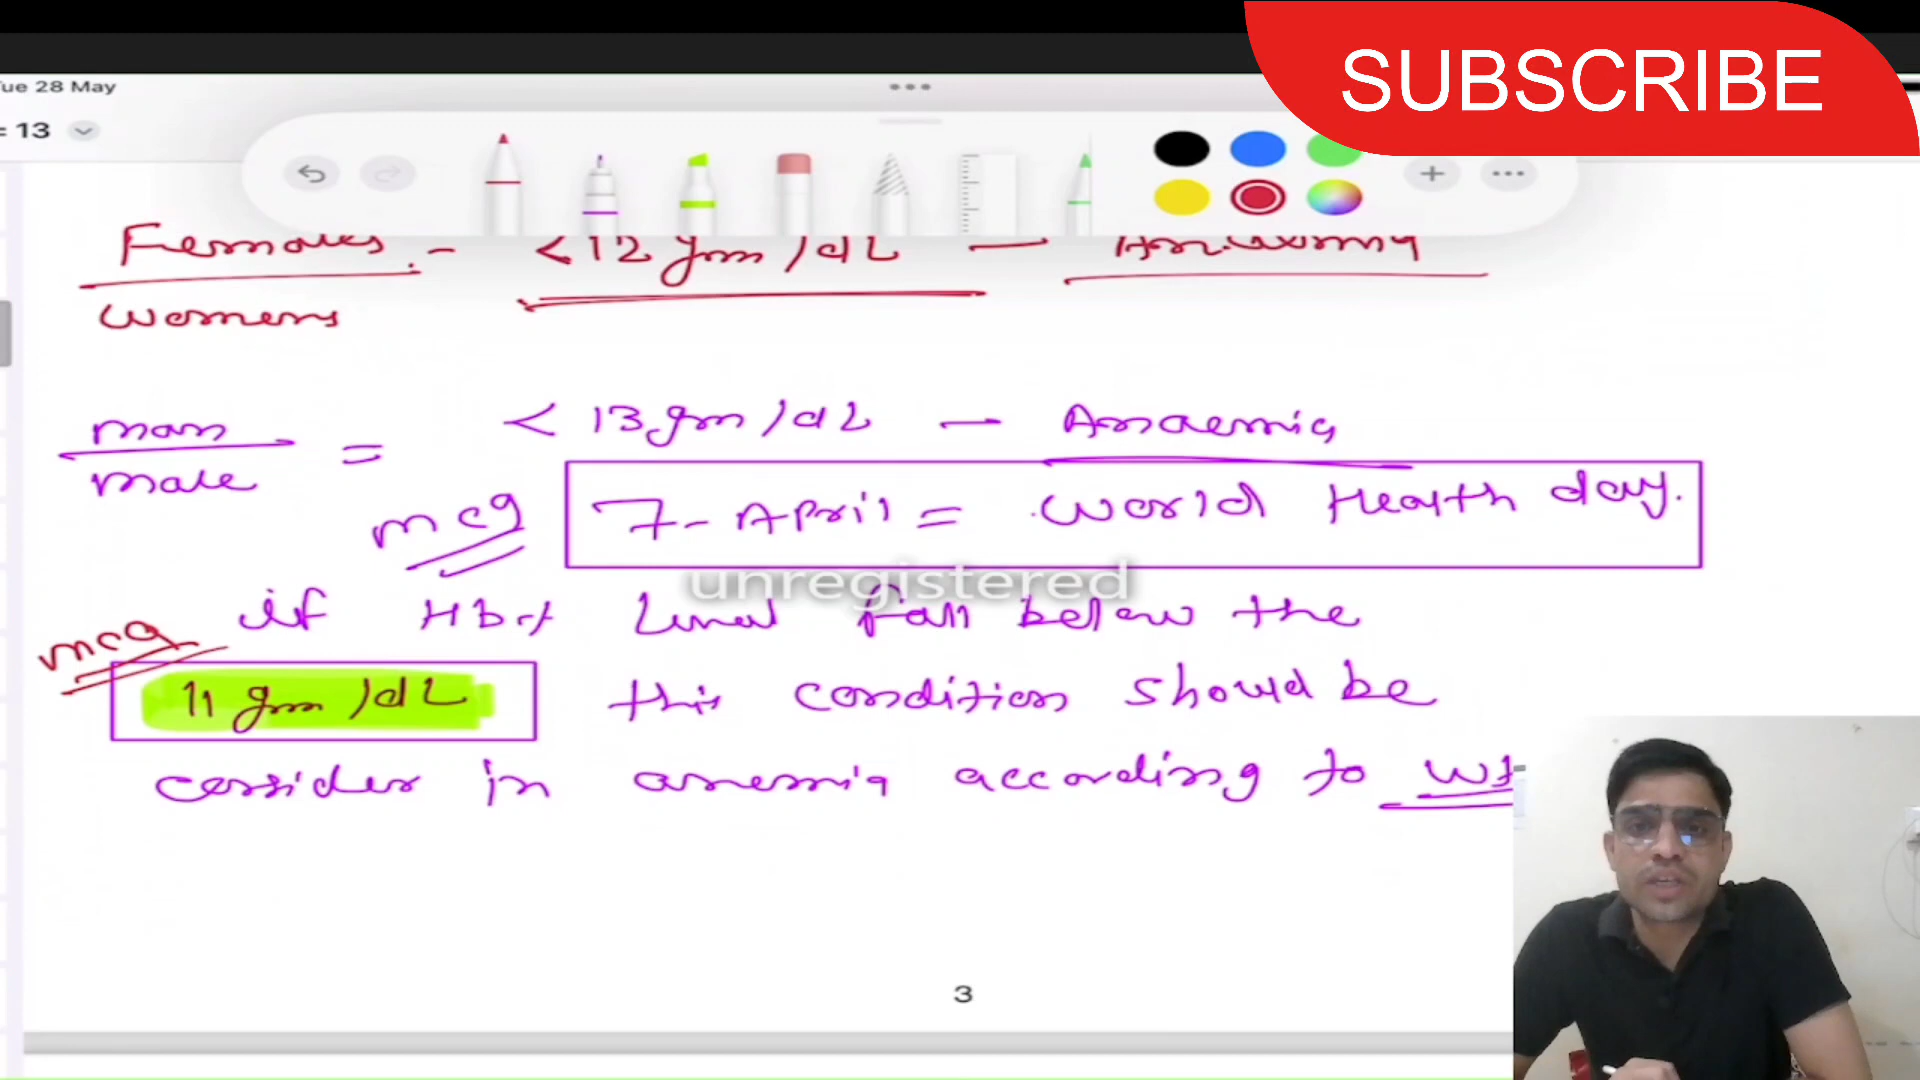 SUBSCRIBE
Tue 28 May
= 13
Females - <12 gm/dL —
womens
man = <13 gm/dL — Anaemia
male
mcq 7- April = World Health day.
unregistered
if Hb↓ Level fall below the
mcq
11 gm/dL this condition should be
consider in anemia according to
3